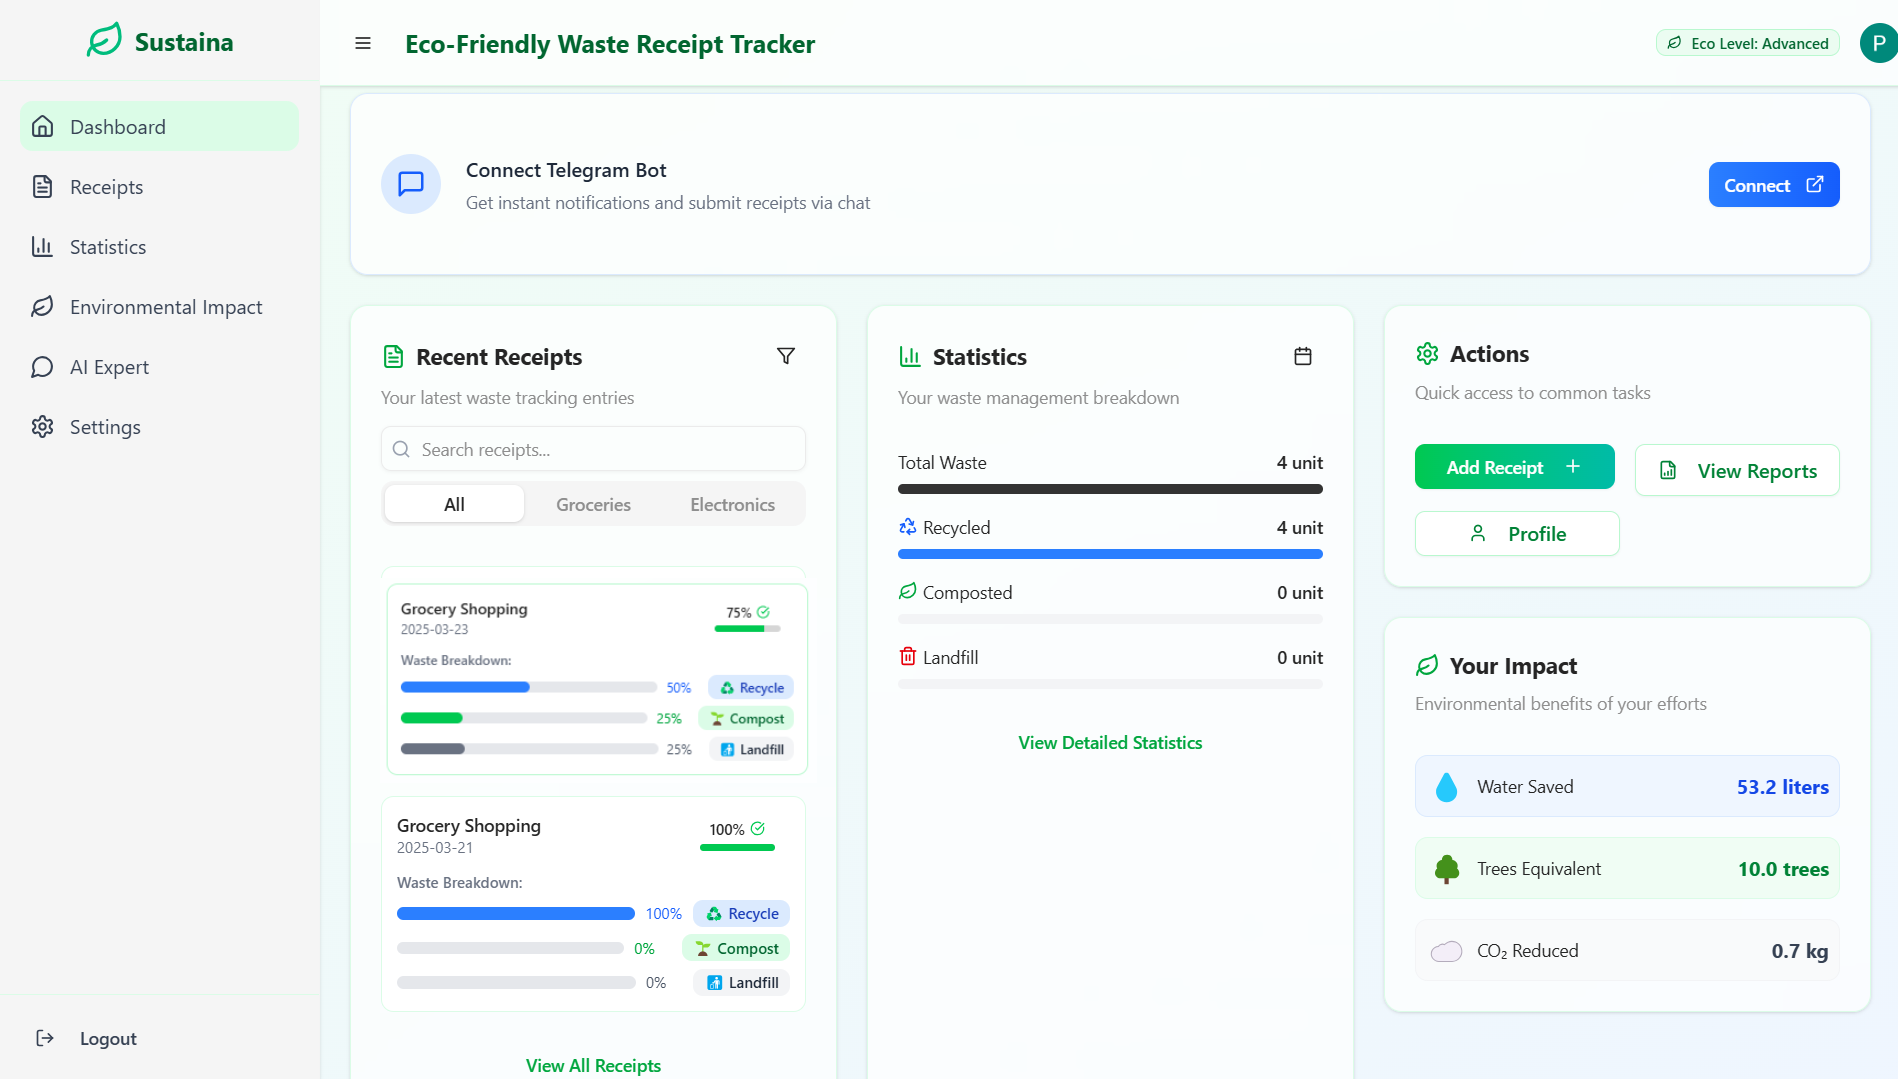 Sustaina
Dashboard
Receipts
Statistics
Environmental Impact
AI Expert
Settings
Logout
Eco-Friendly Waste Receipt Tracker
Eco Level: Advanced
P
Connect Telegram Bot
Get instant notifications and submit receipts via chat
Connect
Recent Receipts
Your latest waste tracking entries
Search receipts...
All Groceries Electronics
Grocery Shopping 75%
2025-03-23
Waste Breakdown:
50% Recycle
25% Compost
25% Landfill
Grocery Shopping 100%
2025-03-21
Waste Breakdown:
100% Recycle
0% Compost
0% Landfill
View All Receipts
Statistics
Your waste management breakdown
Total Waste 4 unit
Recycled 4 unit
Composted 0 unit
Landfill 0 unit
View Detailed Statistics
Actions
Quick access to common tasks
Add Receipt +
View Reports
Profile
Your Impact
Environmental benefits of your efforts
Water Saved 53.2 liters
Trees Equivalent 10.0 trees
CO₂ Reduced 0.7 kg